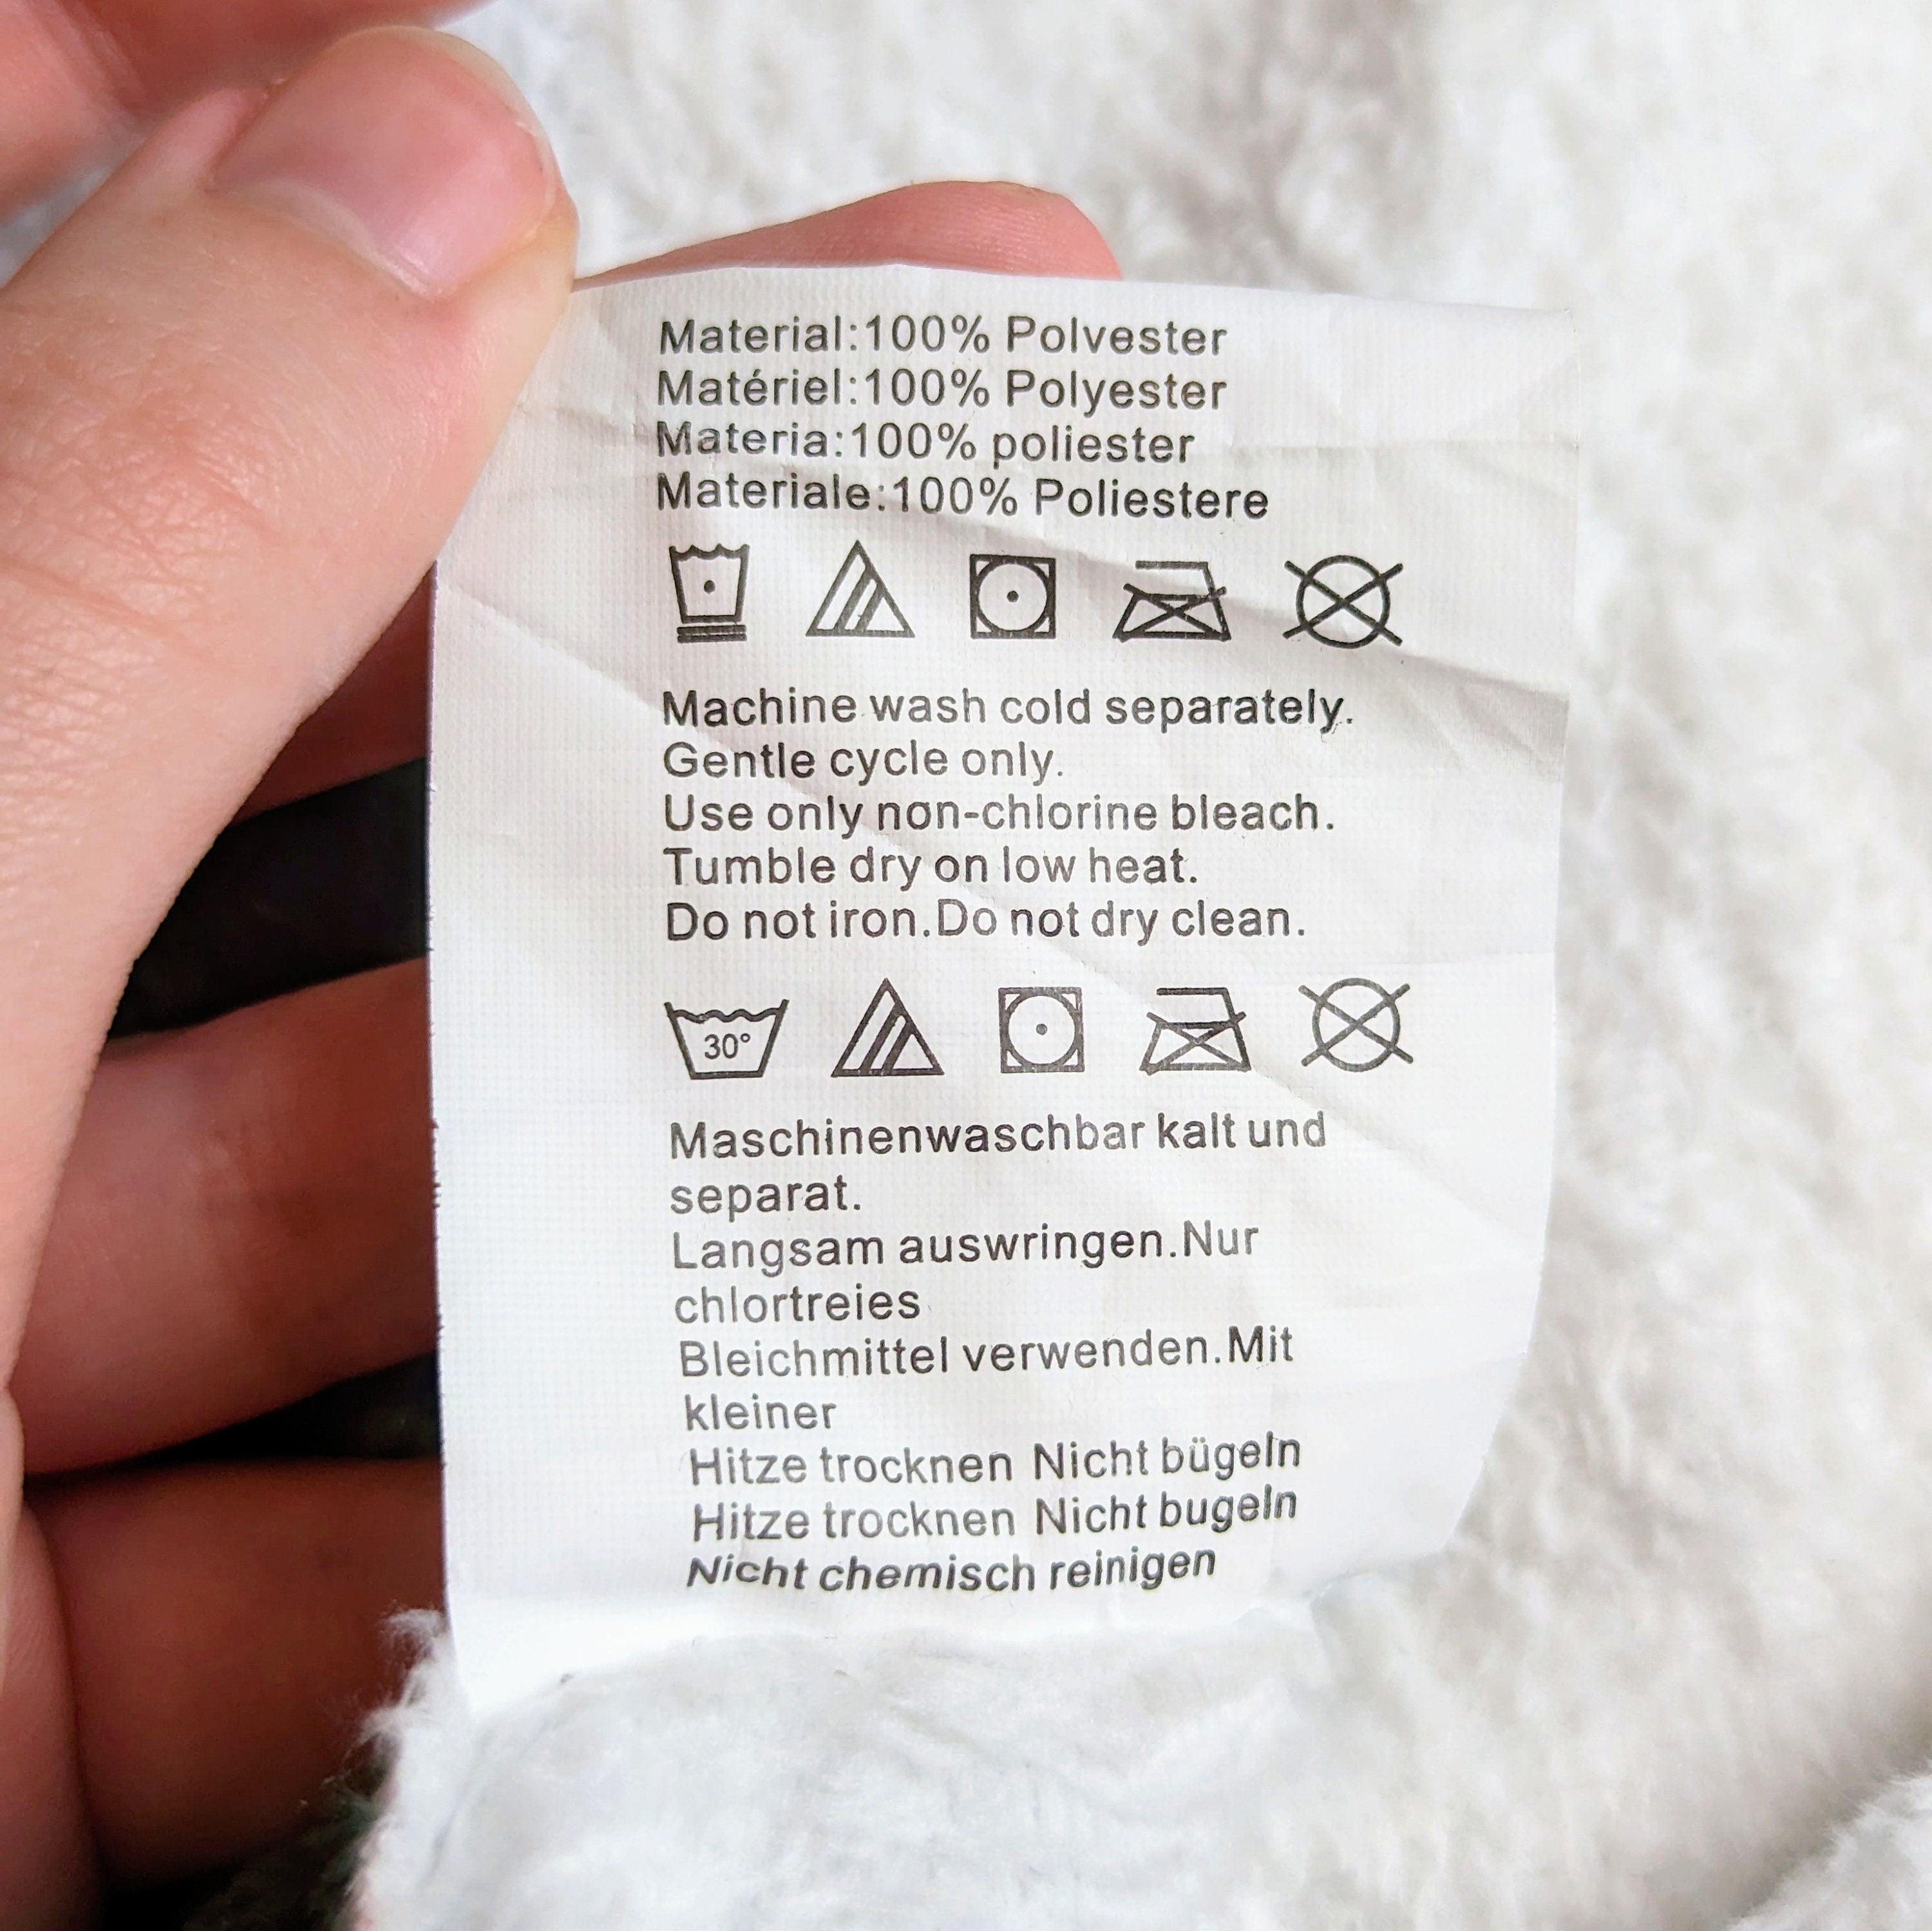 Material:100% Polvester
Matériel:100% Polyester
Materia:100% poliester
Materiale:100% Poliestere
Machine wash cold separately.
Gentle cycle only.
Use only non-chlorine bleach.
Tumble dry on low heat.
Do not iron.Do not dry clean.
30°
Maschinenwaschbar kalt und
separat.
Langsam auswringen.Nur
chlortreies
Bleichmittel verwenden.Mit
kleiner
Hitze trocknen Nicht bügeln
Hitze trocknen Nicht bugeln
Nicht chemisch reinigen